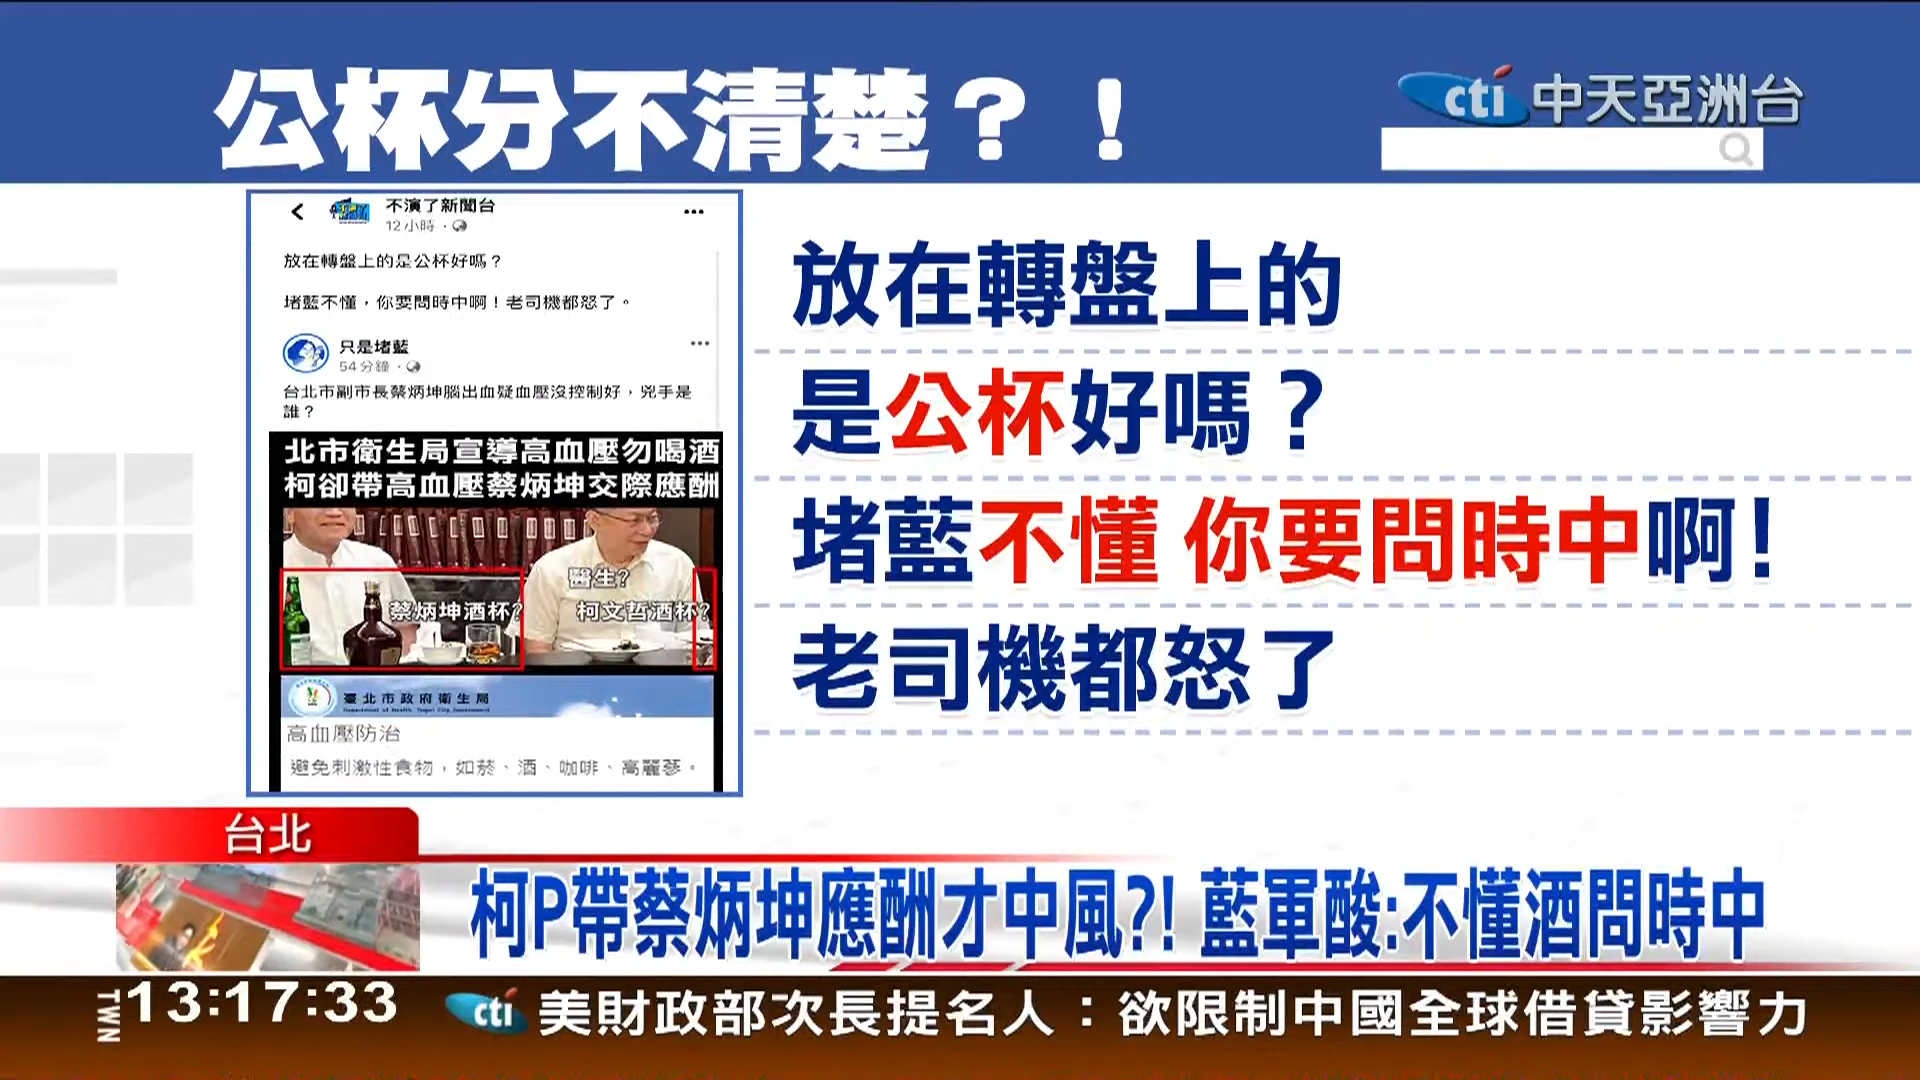 公杯分不清楚？！
cti 中天亞洲台
不演了新聞台
12小時
放在轉盤上的是公杯好嗎？
堵藍不懂，你要問時中啊！老司機都怒了。
只是堵藍
54分鐘
台北市副市長蔡炳坤腦出血疑血壓沒控制好，兇手是
誰？
北市衛生局宣導高血壓勿喝酒
柯卻帶高血壓蔡炳坤交際應酬
醫生?
蔡炳坤酒杯?
柯文哲酒杯?
臺北市政府衛生局
Department of Health, Taipei City Government
高血壓防治
避免刺激性食物，如菸、酒、咖啡、高麗蔘。
放在轉盤上的
是公杯好嗎？
堵藍不懂 你要問時中啊!
老司機都怒了
台北
柯P帶蔡炳坤應酬才中風?! 藍軍酸:不懂酒問時中
TWN 13:17:33
cti 美財政部次長提名人：欲限制中國全球借貸影響力